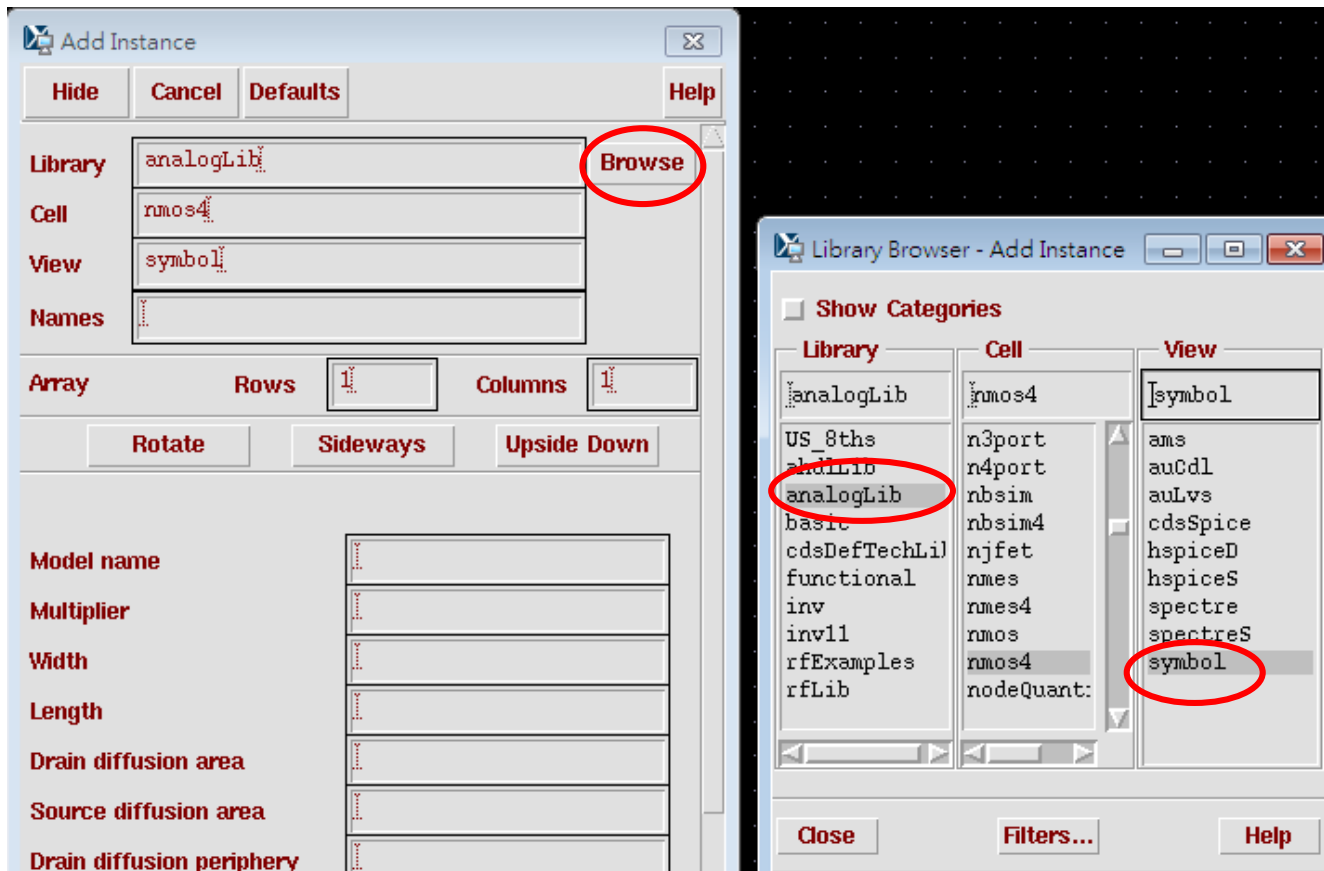 Add Instance
Hide Cancel Defaults Help
Library analogLib Browse
Cell nmos4
View symbol
Names
Array Rows 1 Columns 1
Rotate Sideways Upside Down
Model name
Multiplier
Width
Length
Drain diffusion area
Source diffusion area
Drain diffusion periphery
Library Browser - Add Instance
Show Categories
Library Cell View
analogLib nmos4 symbol
US_8ths n3port ams
ahdlLib n4port auCdl
analogLib nbsim auLvs
basic nbsim4 cdsSpice
cdsDefTechLil njfet hspiceD
functional nmes hspiceS
inv nmes4 spectre
inv11 nmos spectreS
rfExamples nmos4 symbol
rfLib nodeQuant:
Close Filters... Help